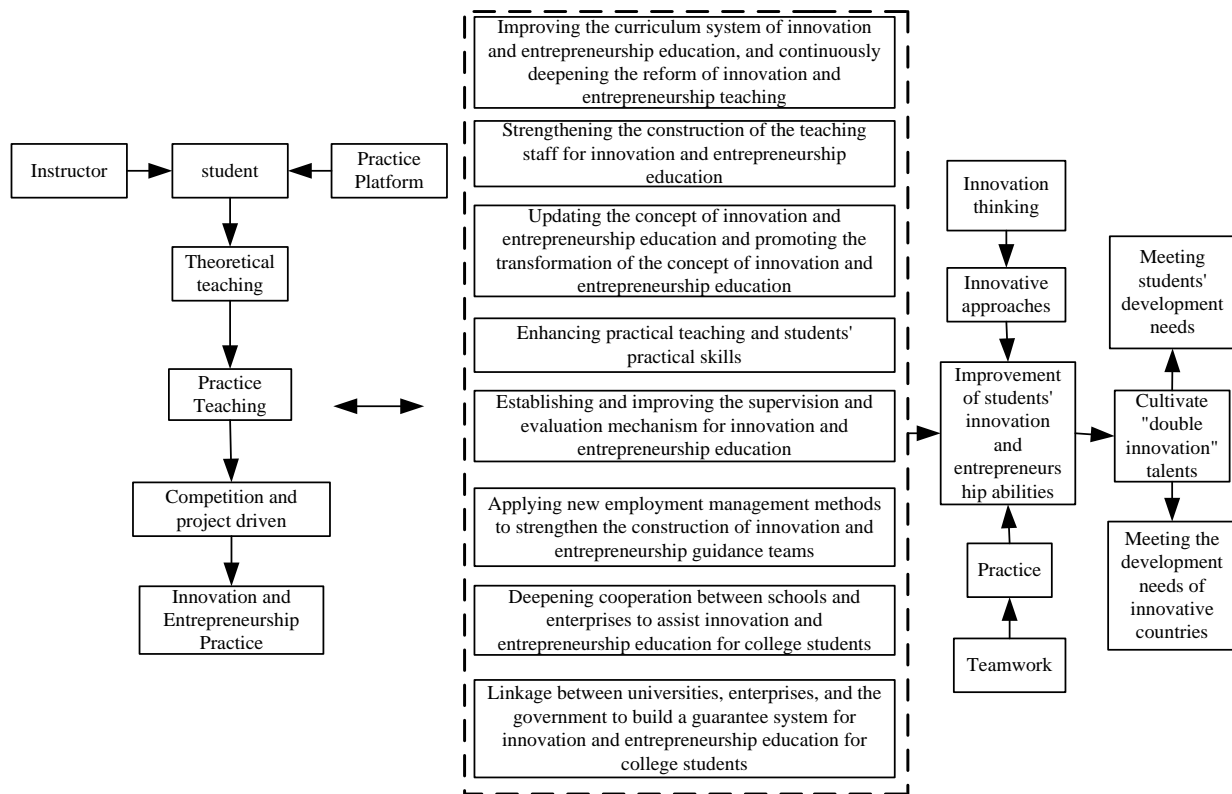 Instructor
student
Practice
Platform
Theoretical
teaching
Practice
Teaching
Competition and
project driven
Innovation and
Entrepreneurship
Practice
Improving the curriculum system of innovation
and entrepreneurship education, and continuously
deepening the reform of innovation and
entrepreneurship teaching
Strengthening the construction of the teaching
staff for innovation and entrepreneurship
education
Updating the concept of innovation and
entrepreneurship education and promoting the
transformation of the concept of innovation and
entrepreneurship education
Enhancing practical teaching and students'
practical skills
Establishing and improving the supervision and
evaluation mechanism for innovation and
entrepreneurship education
Applying new employment management methods
to strengthen the construction of innovation and
entrepreneurship guidance teams
Deepening cooperation between schools and
enterprises to assist innovation and
entrepreneurship education for college students
Linkage between universities, enterprises, and the
government to build a guarantee system for
innovation and entrepreneurship education for
college students
Innovation
thinking
Innovative
approaches
Improvement
of students'
innovation
and
entrepreneurs
hip abilities
Practice
Teamwork
Meeting
students'
development
needs
Cultivate
"double
innovation"
talents
Meeting the
development
needs of
innovative
countries